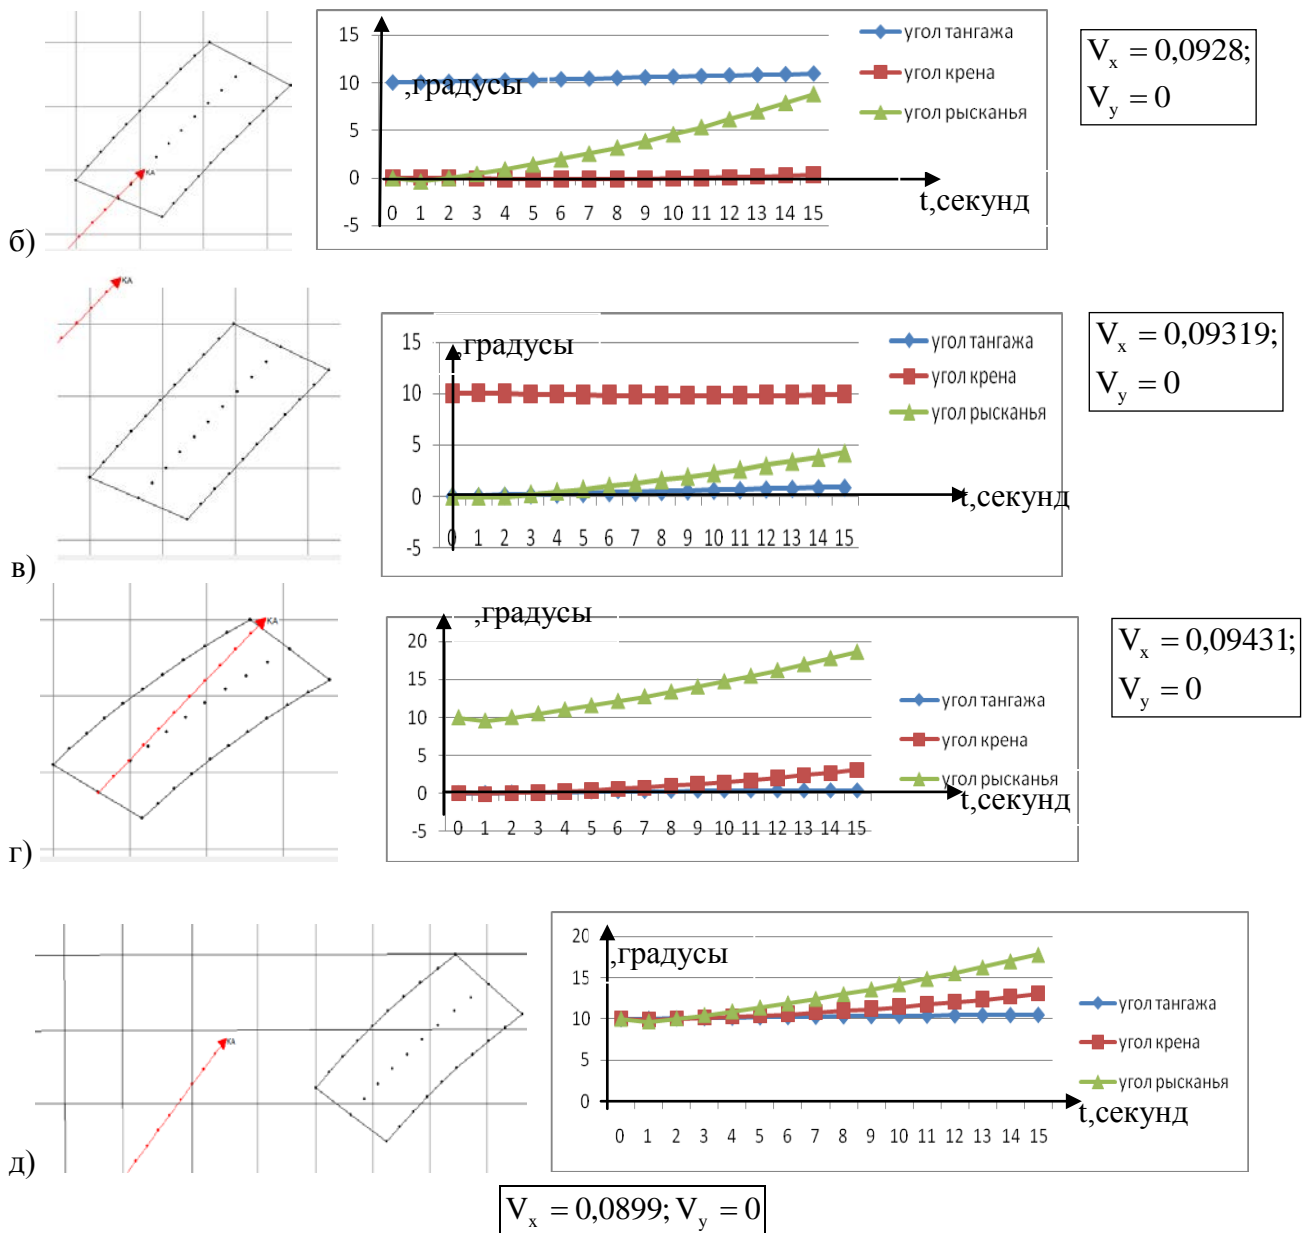 б)
КА
15
10
5
0
-5
,градусы
0 1 2 3 4 5 6 7 8 9 10 11 12 13 14 15
t,секунд
угол тангажа
угол крена
угол рысканья
Vx = 0,0928;
Vy = 0
в)
КА
15
10
5
0
-5
,градусы
0 1 2 3 4 5 6 7 8 9 10 11 12 13 14 15
t,секунд
угол тангажа
угол крена
угол рысканья
Vx = 0,09319;
Vy = 0
г)
КА
20
15
10
5
0
-5
,градусы
0 1 2 3 4 5 6 7 8 9 10 11 12 13 14 15
t,секунд
угол тангажа
угол крена
угол рысканья
Vx = 0,09431;
Vy = 0
д)
КА
20
15
10
5
0
,градусы
0 1 2 3 4 5 6 7 8 9 10 11 12 13 14 15
t,секунд
угол тангажа
угол крена
угол рысканья
Vx = 0,0899; Vy = 0